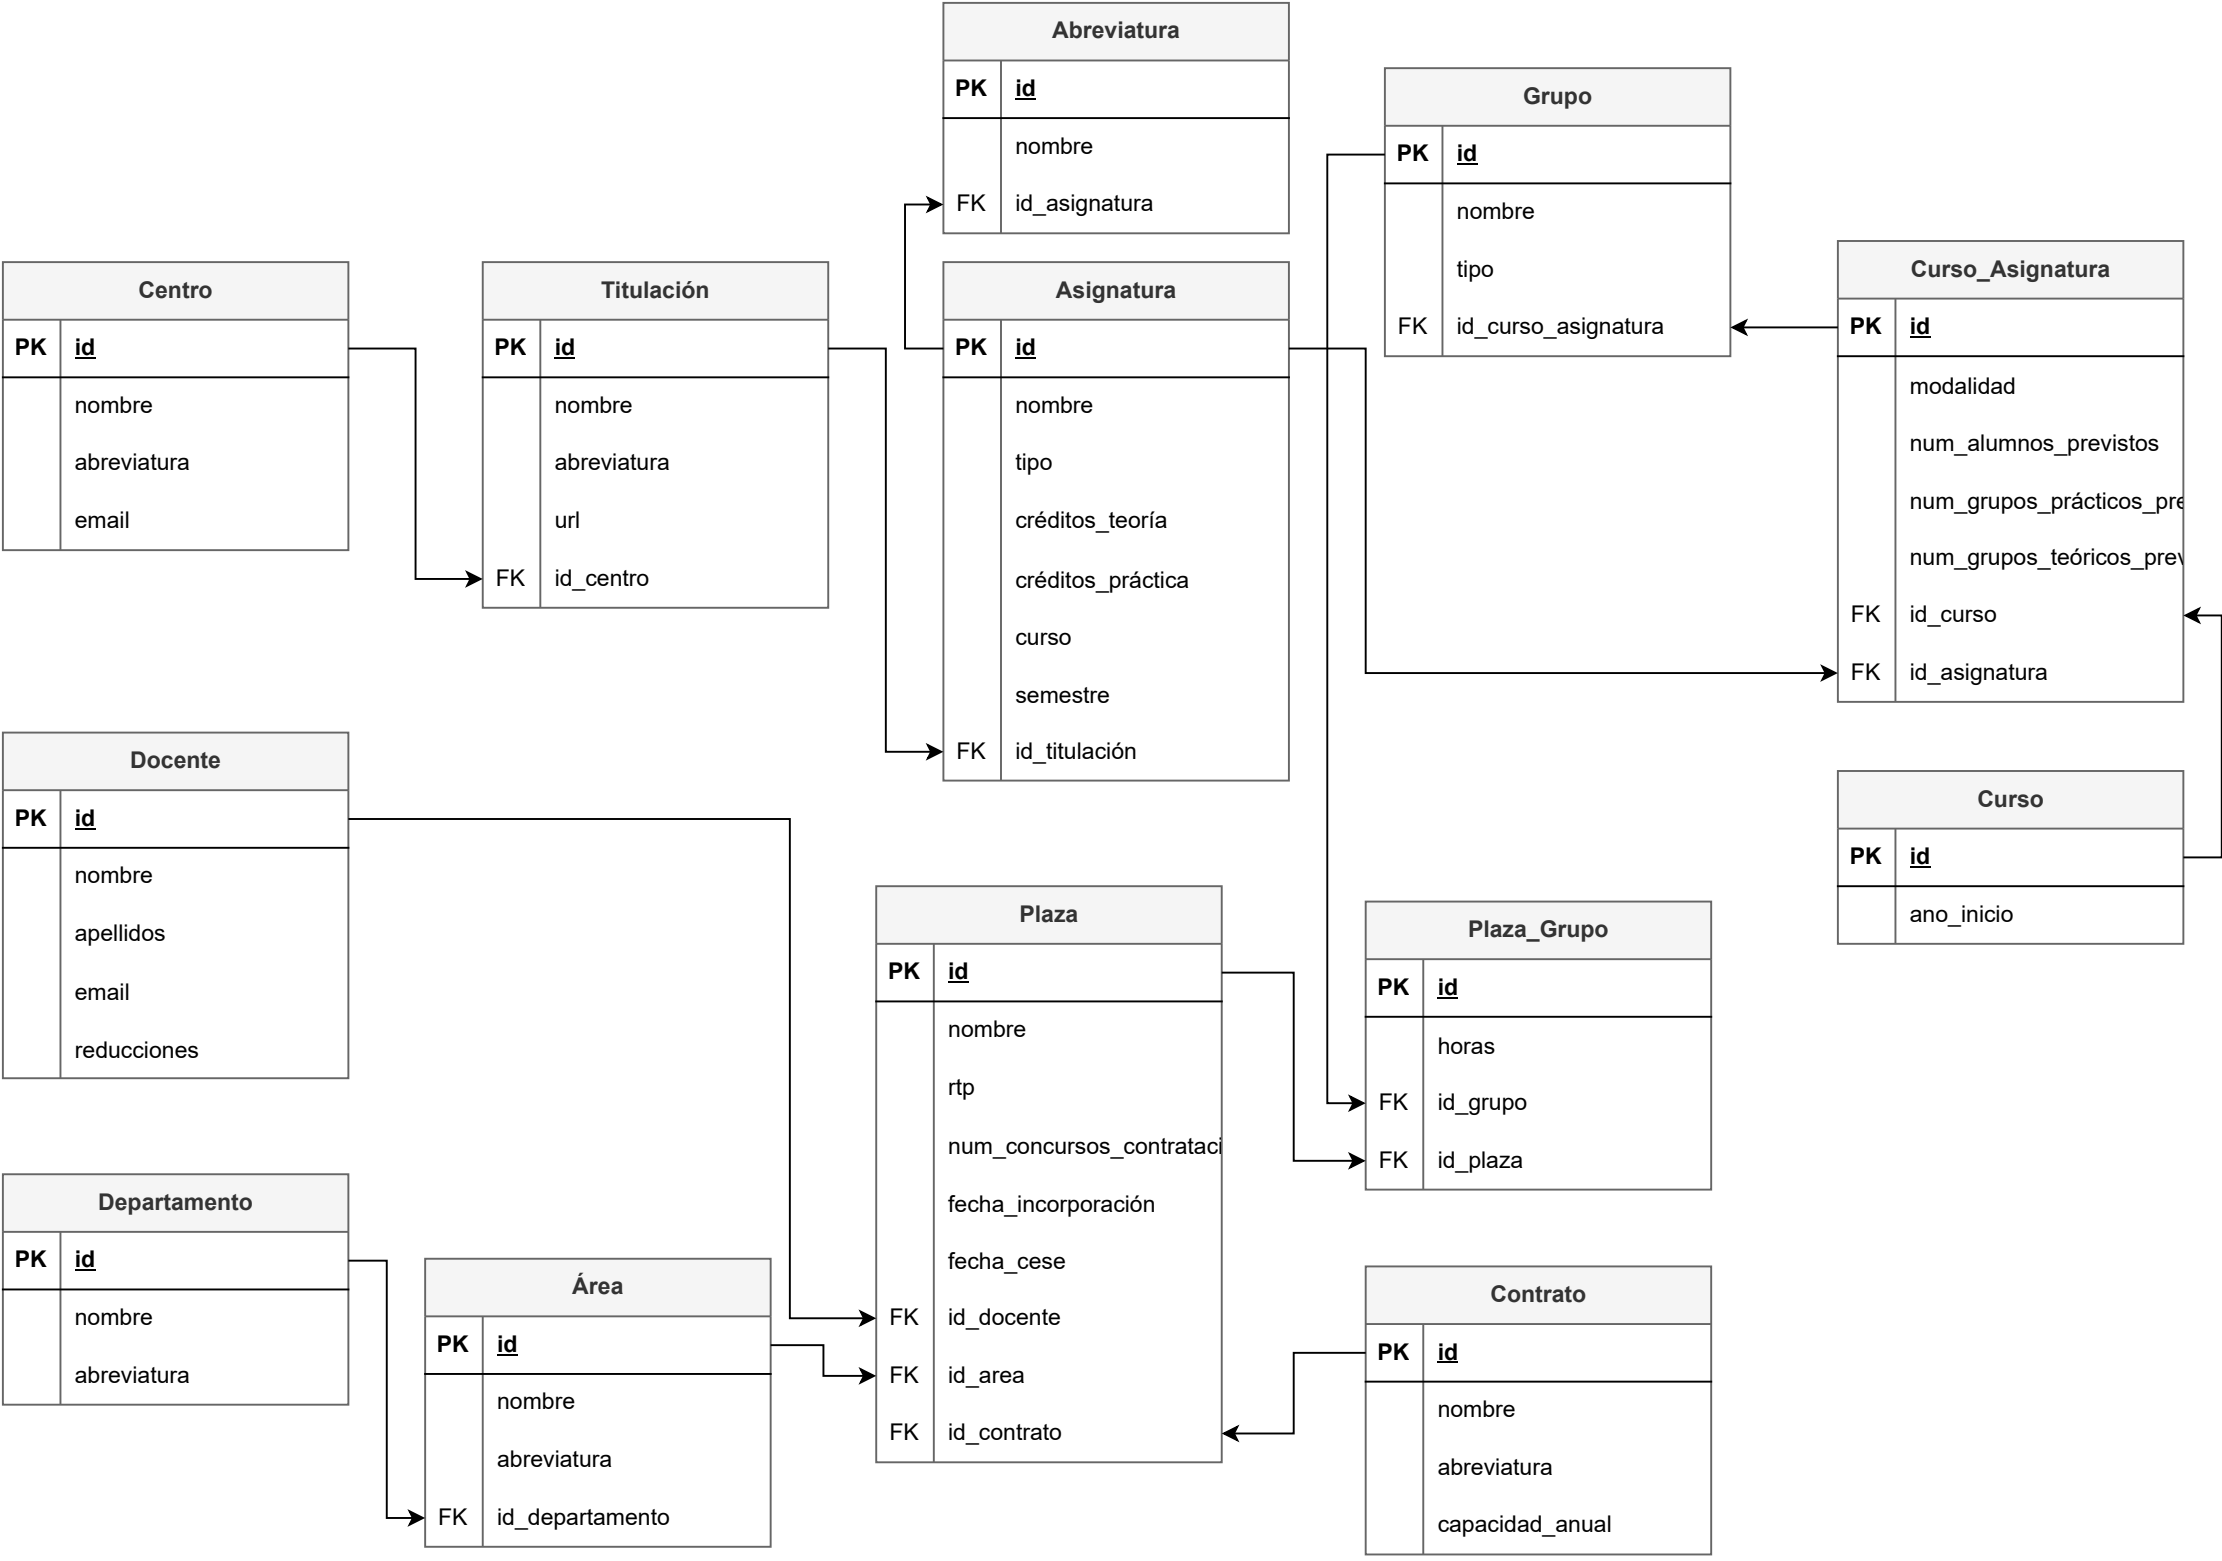 Abreviatura
PK id
nombre
FK id_asignatura
Grupo
PK id
nombre
tipo
FK id_curso_asignatura
Curso_Asignatura
PK id
modalidad
num_alumnos_previstos
num_grupos_prácticos_pre
num_grupos_teóricos_prev
FK id_curso
FK id_asignatura
Centro
PK id
nombre
abreviatura
email
Titulación
PK id
nombre
abreviatura
url
FK id_centro
Asignatura
PK id
nombre
tipo
créditos_teoría
créditos_práctica
curso
semestre
FK id_titulación
Docente
PK id
nombre
apellidos
email
reducciones
Curso
PK id
ano_inicio
Plaza
PK id
nombre
rtp
num_concursos_contrataci
fecha_incorporación
fecha_cese
FK id_docente
FK id_area
FK id_contrato
Plaza_Grupo
PK id
horas
FK id_grupo
FK id_plaza
Departamento
PK id
nombre
abreviatura
Área
PK id
nombre
abreviatura
FK id_departamento
Contrato
PK id
nombre
abreviatura
capacidad_anual